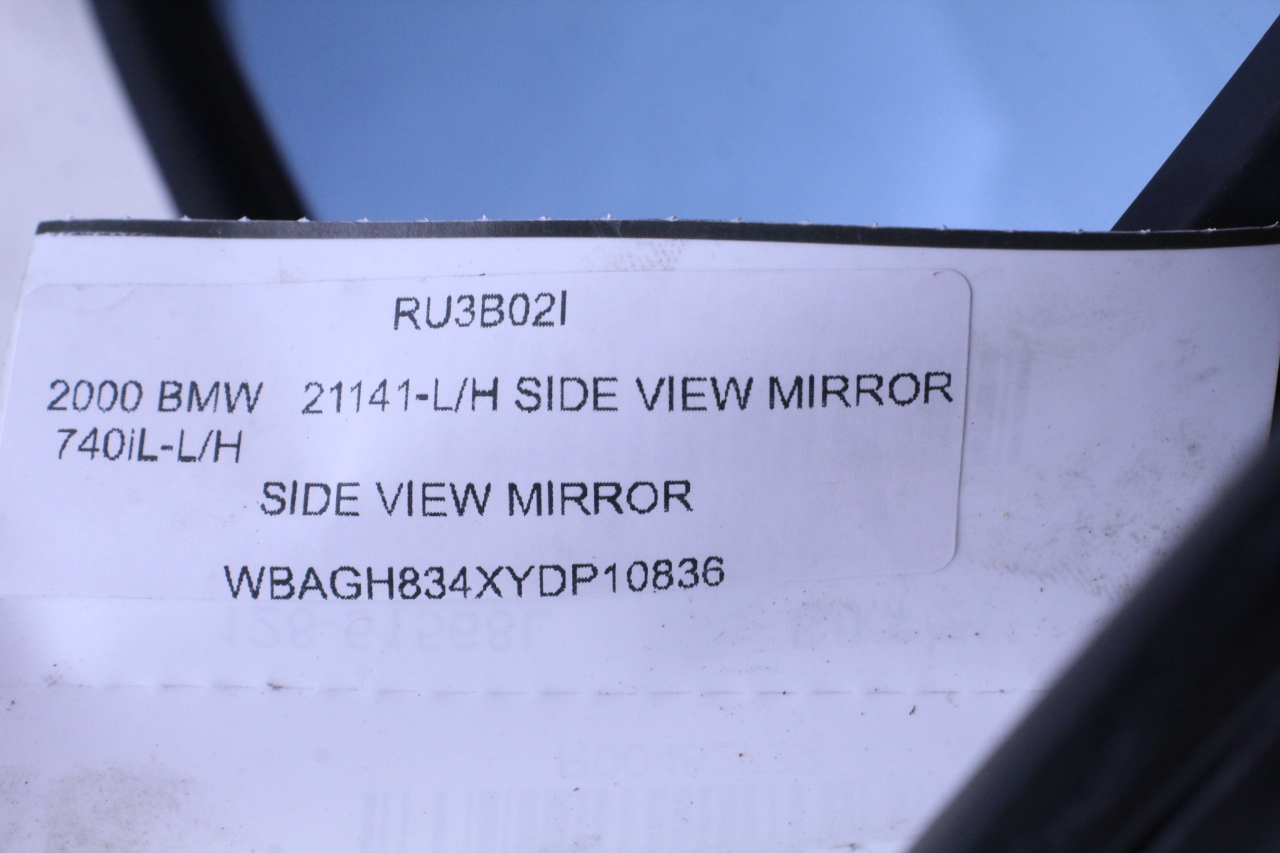 RU3B02I
2000 BMW 21141-L/H SIDE VIEW MIRROR
740iL-L/H
SIDE VIEW MIRROR
WBAGH834XYDP10836